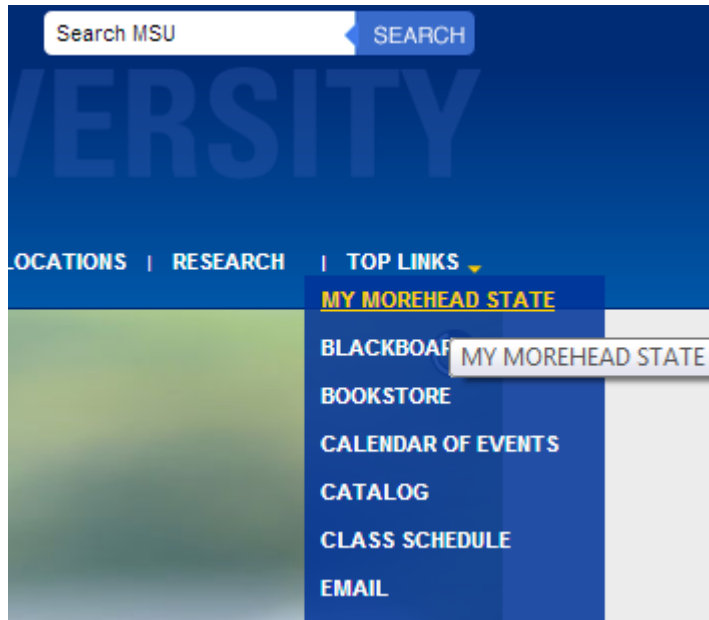 Search MSU SEARCH
VERSITY
LOCATIONS | RESEARCH | TOP LINKS
MY MOREHEAD STATE
MY MOREHEAD STATE
BOOKSTORE
CALENDAR OF EVENTS
CATALOG
CLASS SCHEDULE
EMAIL